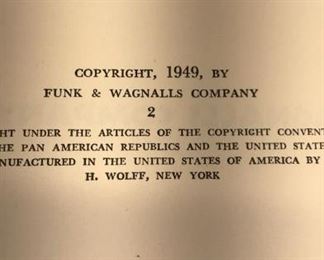 COPYRIGHT, 1949, BY
FUNK & WAGNALLS COMPANY
2
UNDER THE ARTICLES OF THE COPYRIGHT
PAN AMERICAN REPUBLICS AND THE UNITED
IN THE UNITED STATES OF AMERICA BY
H. WOLFF, NEW YORK